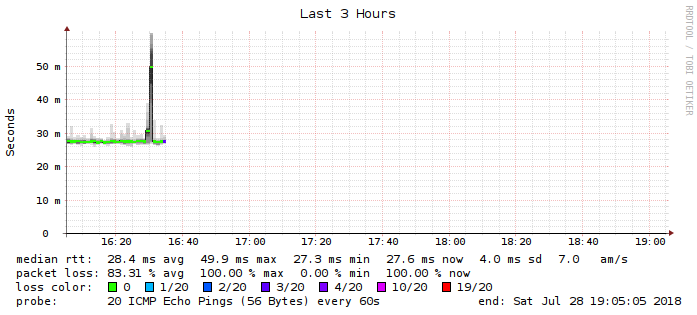 Last 3 Hours
RRDTOOL / TOBI OETIKER
Seconds
50 m
40 m
30 m
20 m
10 m
0
16:20 16:40 17:00 17:20 17:40 18:00 18:20 18:40 19:00
median rtt: 28.4 ms avg 49.9 ms max 27.3 ms min 27.6 ms now 4.0 ms sd 7.0 am/s
packet loss: 83.31 % avg 100.00 % max 0.00 % min 100.00 % now
loss color: 0 1/20 2/20 3/20 4/20 10/20 19/20
probe: 20 ICMP Echo Pings (56 Bytes) every 60s end: Sat Jul 28 19:05:05 2018